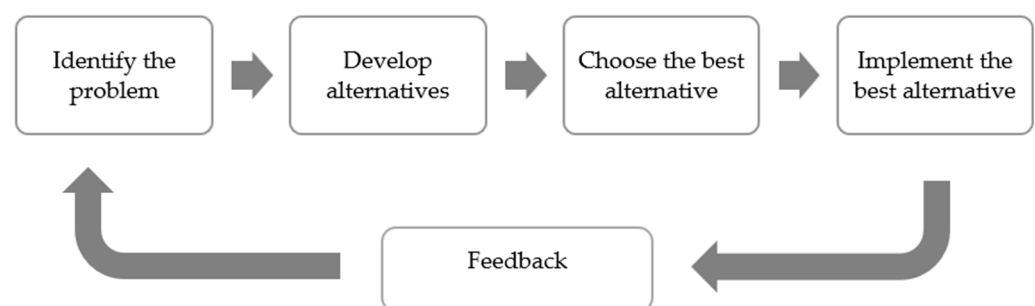 Identify the
problem
Develop
alternatives
Choose the best
alternative
Implement the
best alternative
Feedback